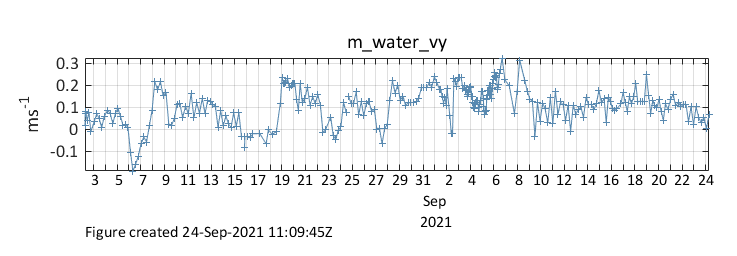 m_water_vy
ms⁻¹
0.3
0.2
0.1
0
-0.1
3 5 7 9 11 13 15 17 19 21 23 25 27 29 31 2 4 6 8 10 12 14 16 18 20 22 24
Sep
2021
Figure created 24-Sep-2021 11:09:45Z